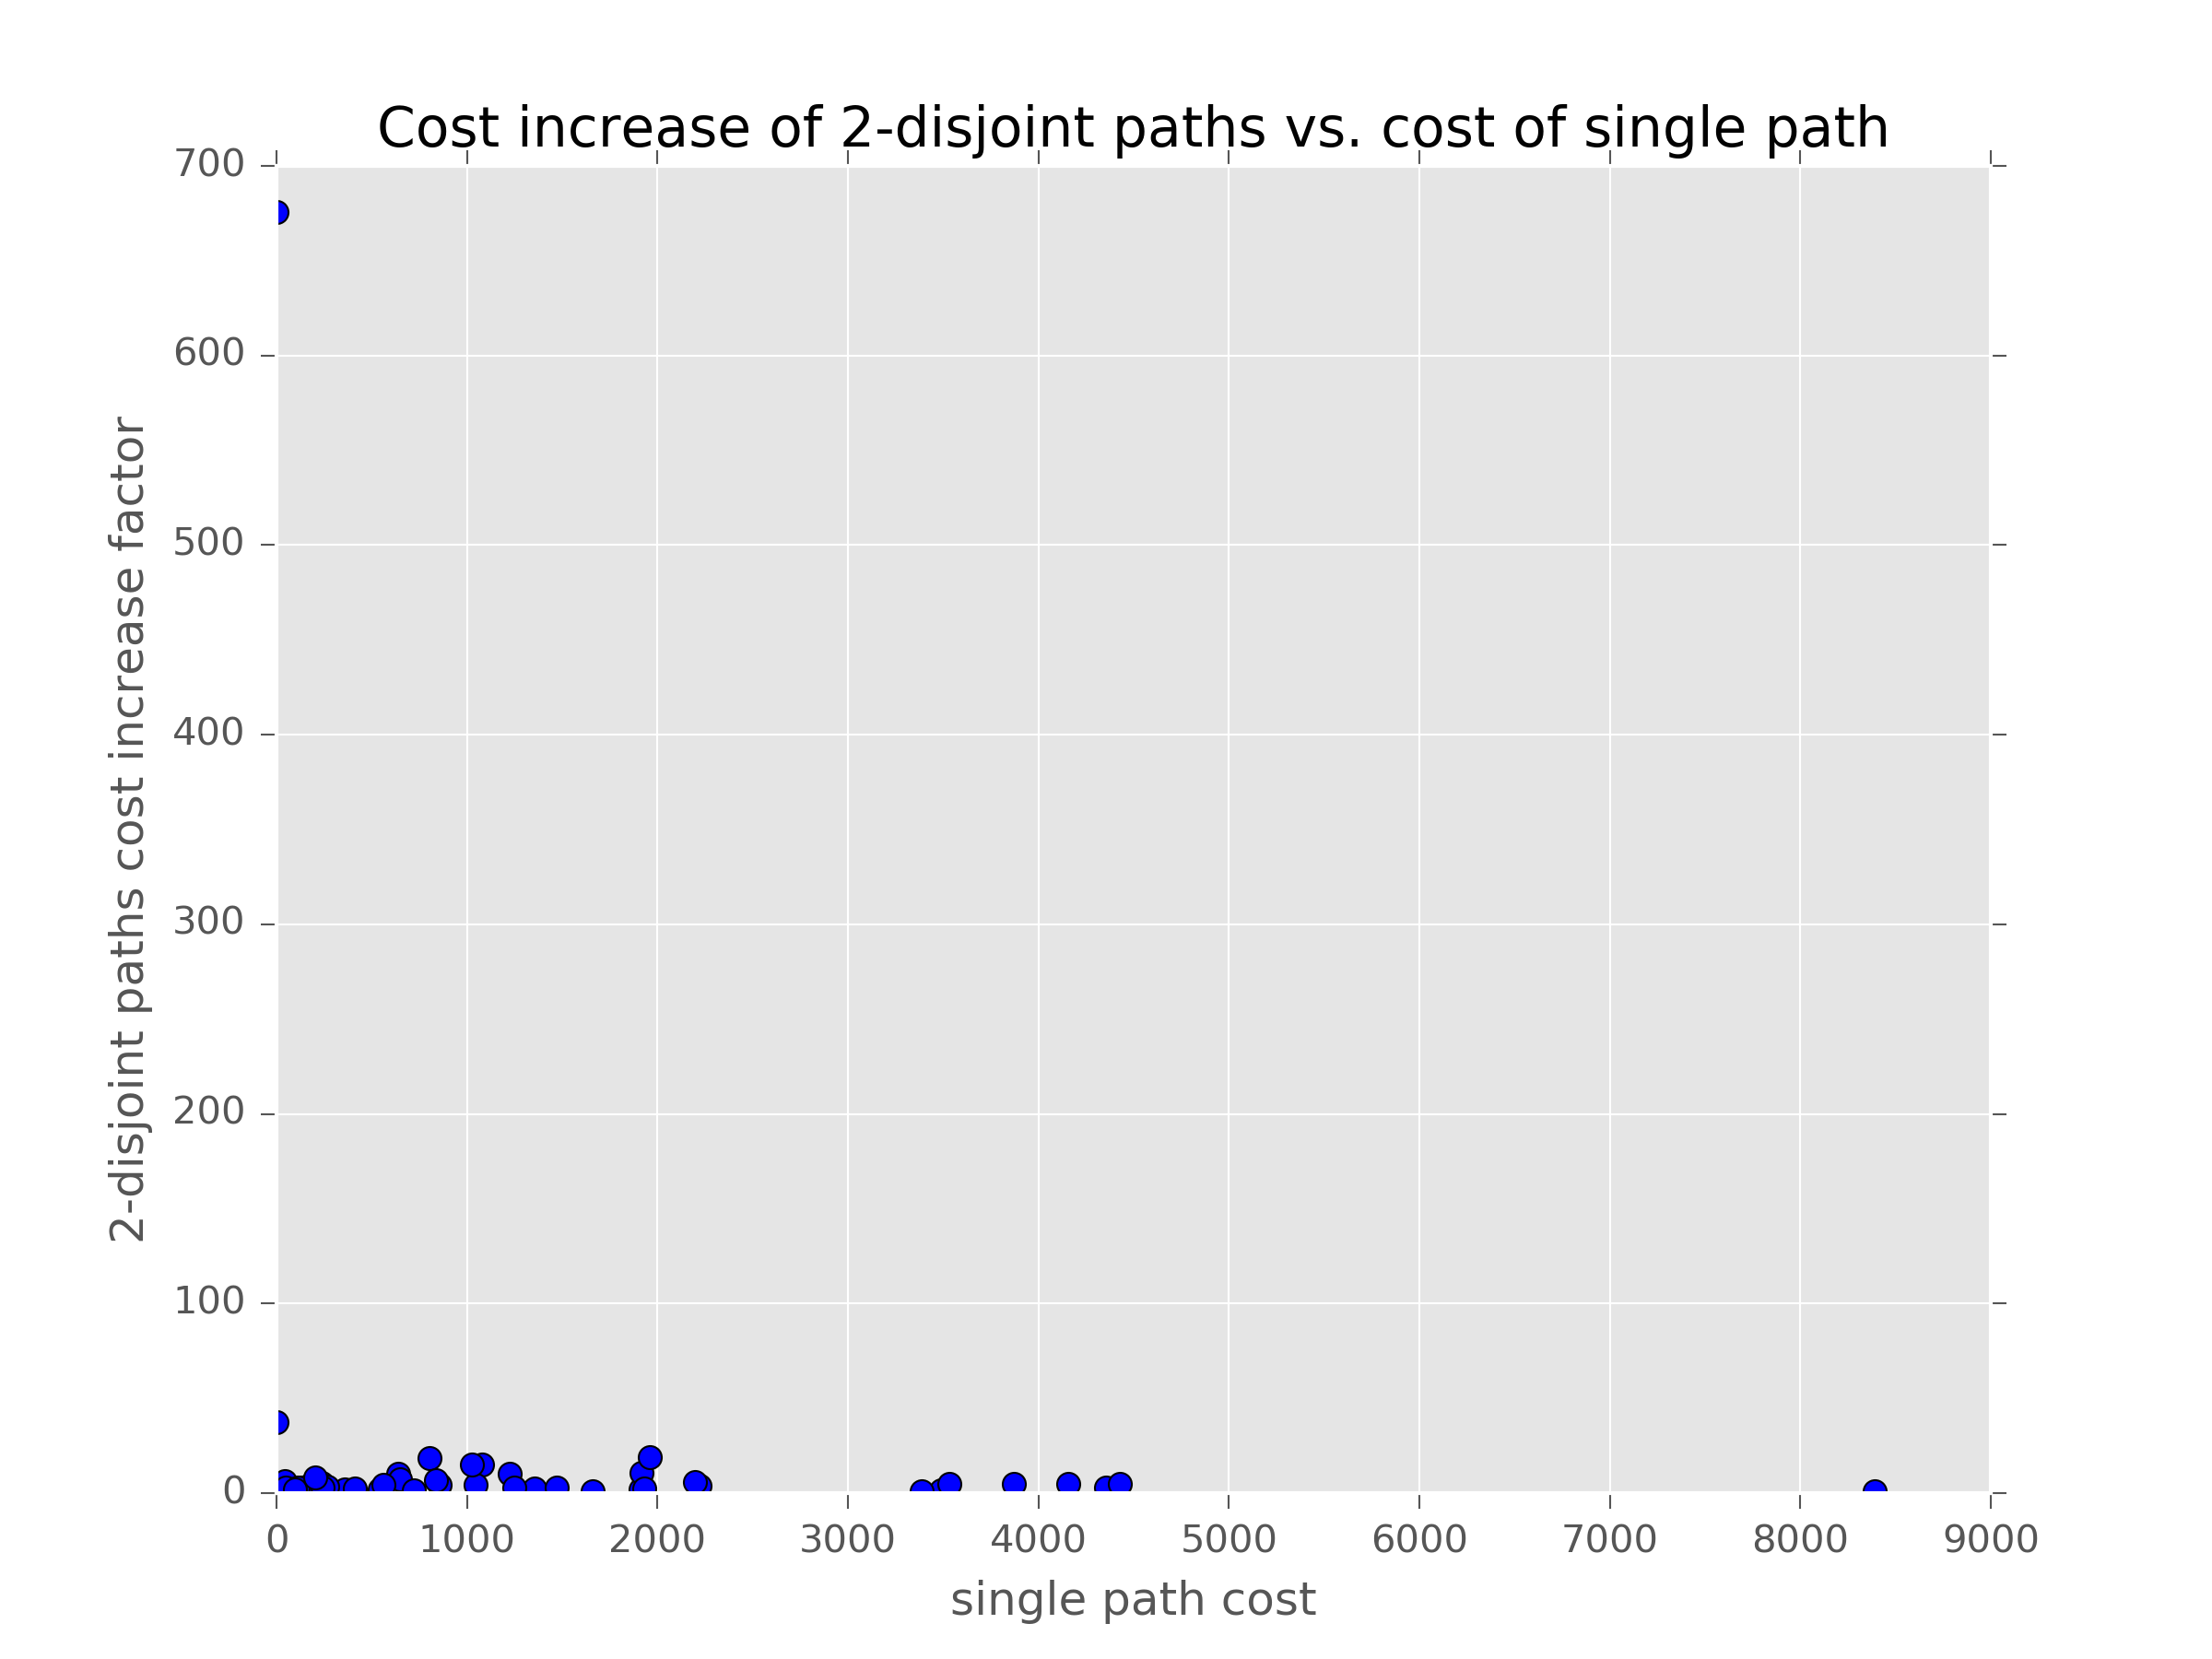 Cost increase of 2-disjoint paths vs. cost of single path
700
600
500
400
300
200
100
0
2-disjoint paths cost increase factor
0 1000 2000 3000 4000 5000 6000 7000 8000 9000
single path cost